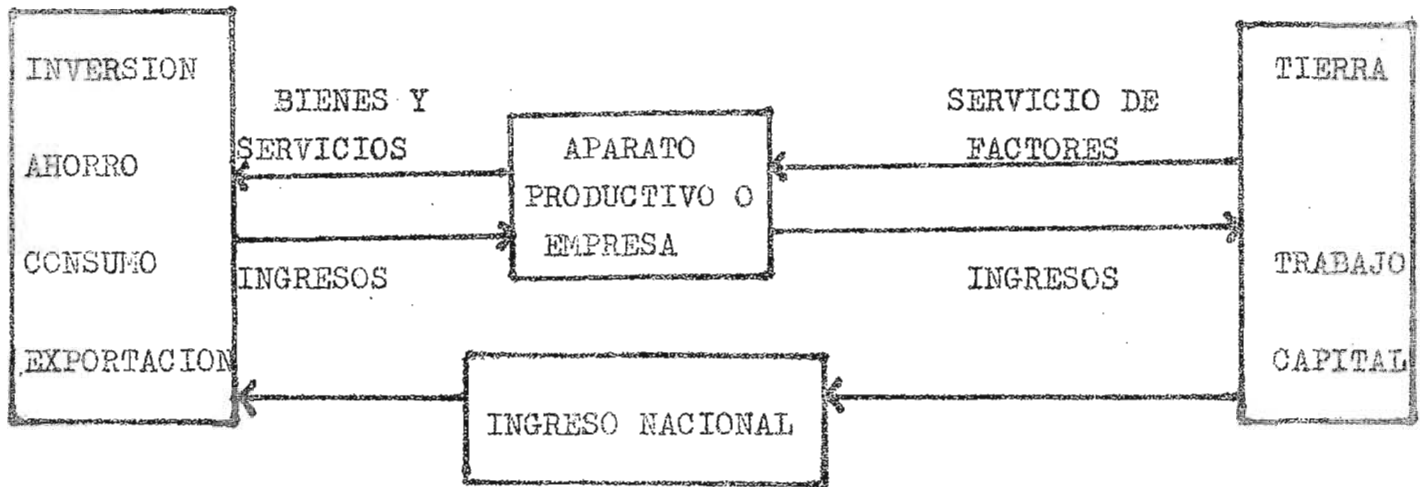 INVERSION
AHORRO
CONSUMO
EXPORTACION
BIENES Y
SERVICIOS
INGRESOS
APARATO
PRODUCTIVO O
EMPRESA
SERVICIO DE
FACTORES
INGRESOS
TIERRA
TRABAJO
CAPITAL
INGRESO NACIONAL